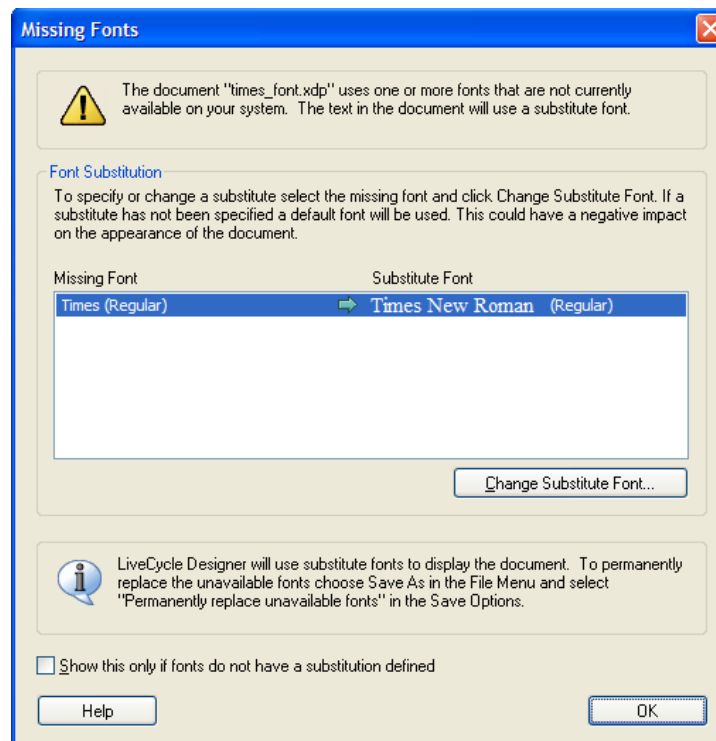 Missing Fonts
The document "times_font.xdp" uses one or more fonts that are not currently
available on your system.  The text in the document will use a substitute font.
Font Substitution
To specify or change a substitute select the missing font and click Change Substitute Font. If a
substitute has not been specified a default font will be used. This could have a negative impact
on the appearance of the document.
Missing Font Substitute Font
Times (Regular) Times New Roman (Regular)
Change Substitute Font...
LiveCycle Designer will use substitute fonts to display the document.  To permanently
replace the unavailable fonts choose Save As in the File Menu and select
"Permanently replace unavailable fonts" in the Save Options.
Show this only if fonts do not have a substitution defined
Help OK